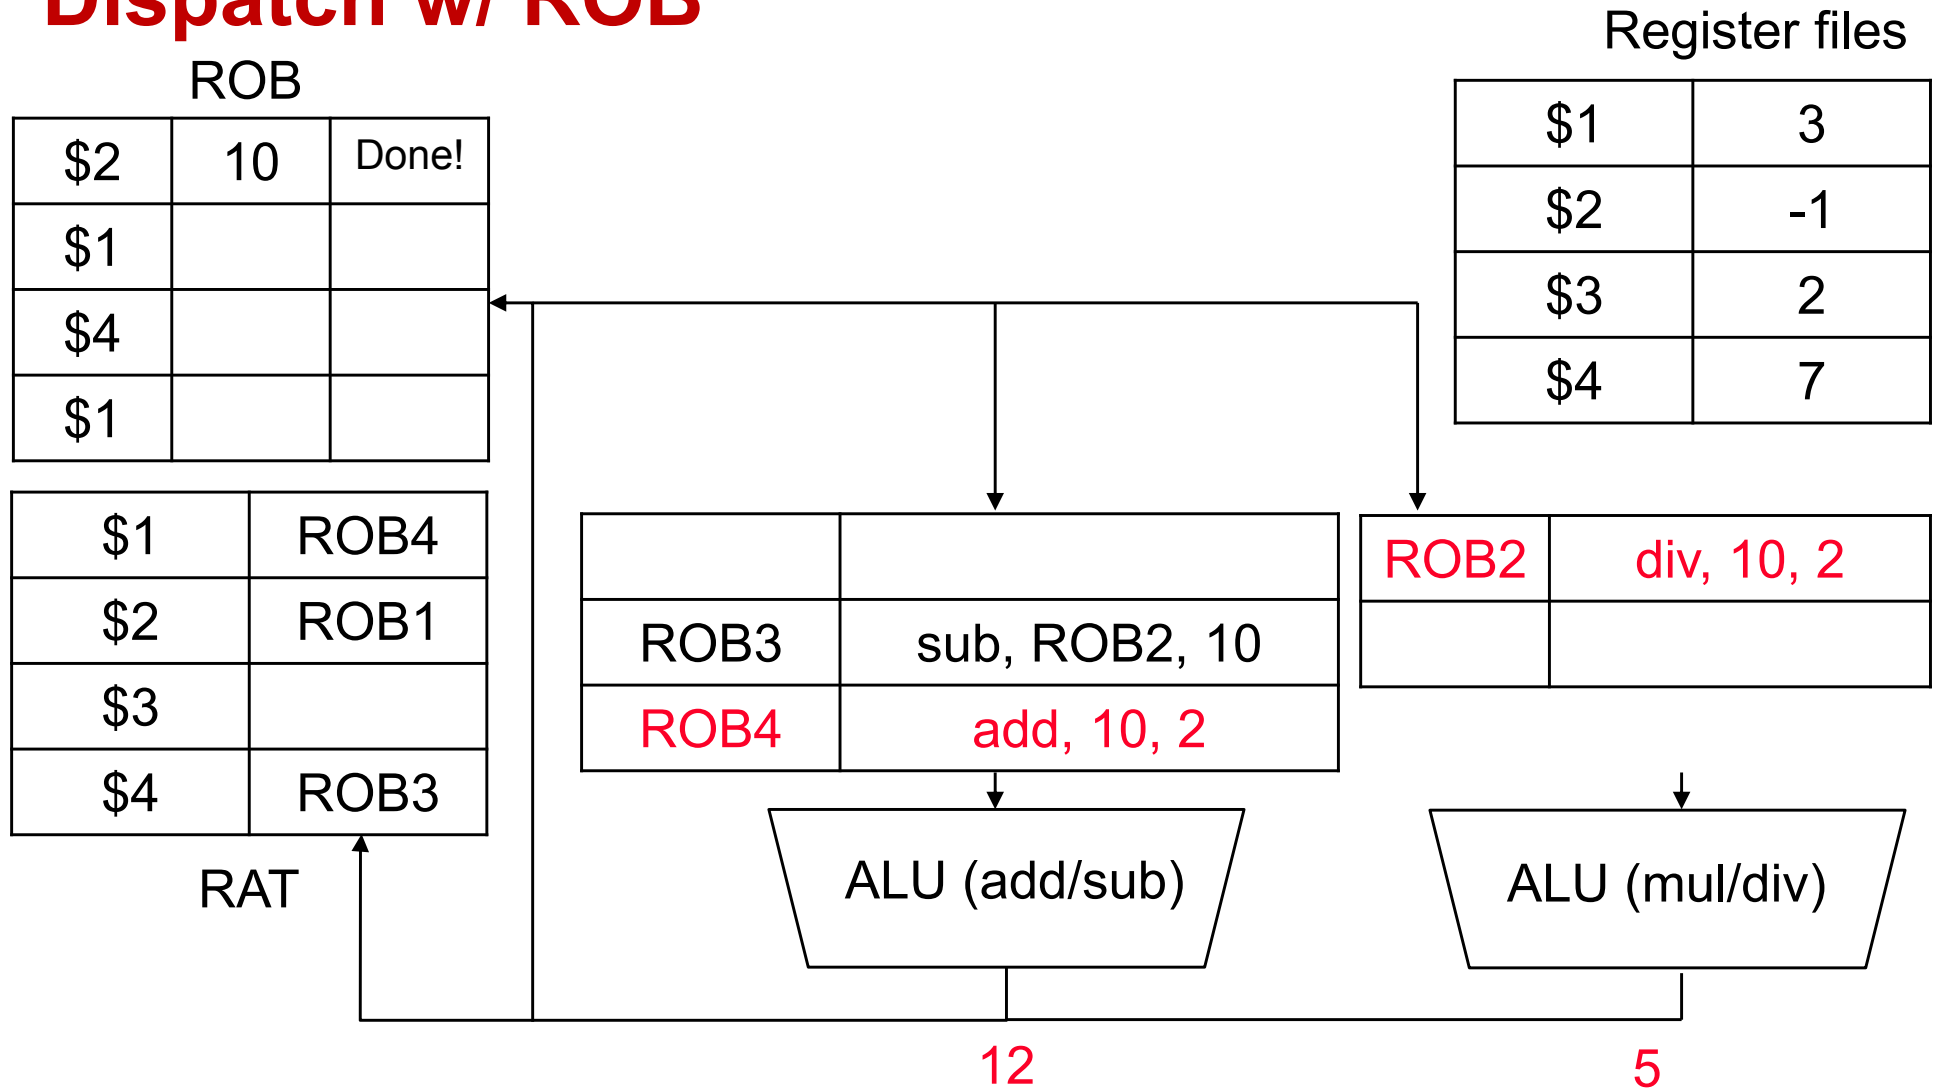 Dispatch w/ ROB
Register files
ROB
$2 10 Done!
$1
$4
$1
$1 3
$2 -1
$3 2
$4 7
$1 ROB4
$2 ROB1
$3
$4 ROB3
RAT
ROB3 sub, ROB2, 10
ROB4 add, 10, 2
ROB2 div, 10, 2
ALU (add/sub)
ALU (mul/div)
12
5